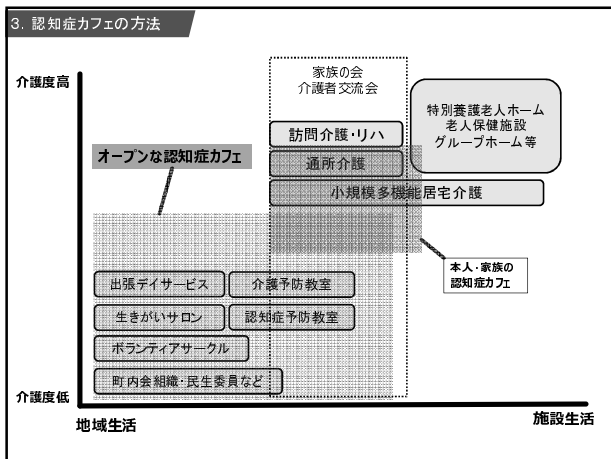 3. 認知症カフェの方法
介護度高
家族の会
介護者交流会
特別養護老人ホーム
老人保健施設
グループホーム等
訪問介護・リハ
オープンな認知症カフェ
通所介護
小規模多機能居宅介護
本人・家族の
認知症カフェ
出張デイサービス
介護予防教室
生きがいサロン
認知症予防教室
ボランティアサークル
町内会組織・民生委員など
介護度低
地域生活
施設生活